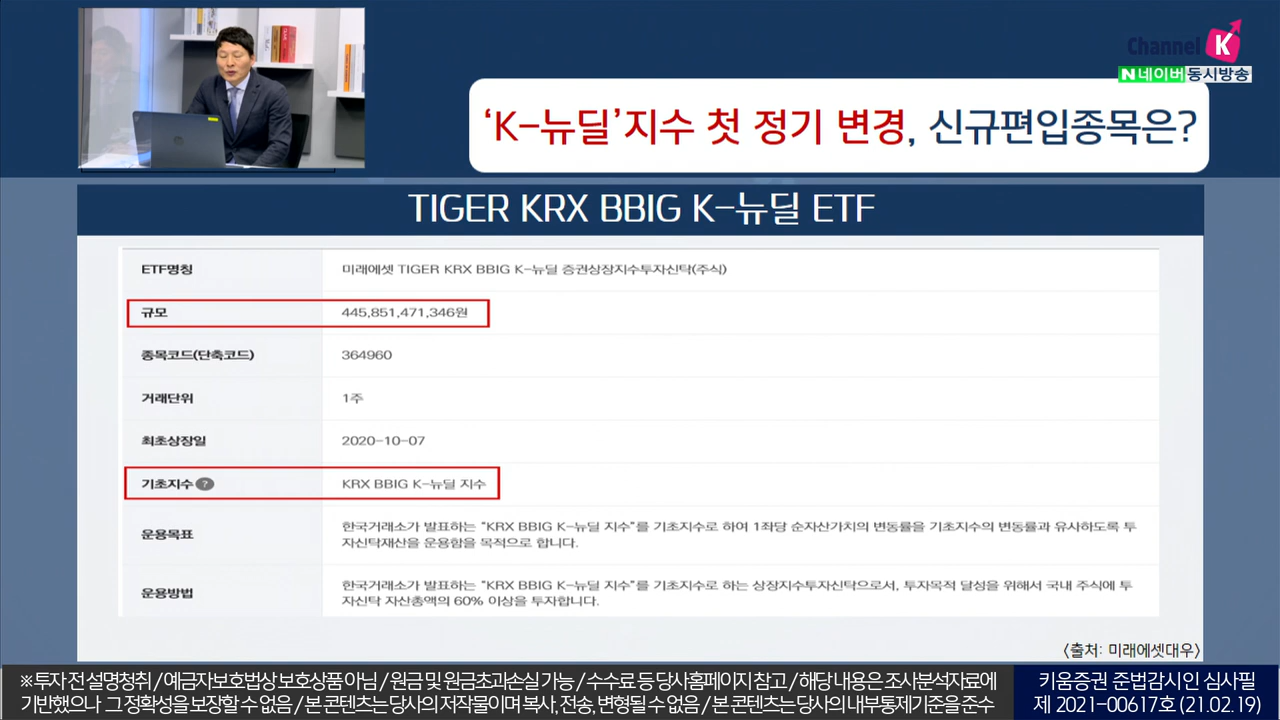 Channel K
N 네이버 동시방송
‘K-뉴딜’지수 첫 정기 변경, 신규편입종목은?
TIGER KRX BBIG K-뉴딜 ETF
ETF명칭 미래에셋 TIGER KRX BBIG K-뉴딜 증권상장지수투자신탁(주식)
규모 445,851,471,346원
종목코드(단축코드) 364960
거래단위 1주
최초상장일 2020-10-07
기초지수 ? KRX BBIG K-뉴딜 지수
운용목표 한국거래소가 발표하는 “KRX BBIG K-뉴딜 지수”를 기초지수로 하여 1좌당 순자산가치의 변동률을 기초지수의 변동률과 유사하도록 투
자신탁재산을 운용함을 목적으로 합니다.
운용방법 한국거래소가 발표하는 “KRX BBIG K-뉴딜 지수”를 기초지수로 하는 상장지수투자신탁으로서, 투자목적 달성을 위해서 국내 주식에 투
자신탁 자산총액의 60% 이상을 투자합니다.
<출처: 미래에셋대우>
※투자 전 설명청취 / 예금자보호법상 보호상품 아님 / 원금 및 원금초과손실 가능 / 수수료 등 당사홈페이지 참고 / 해당 내용은 조사분석자료에
기반했으나 그 정확성을 보장할 수 없음 / 본 콘텐츠는 당사의 저작물이며 복사, 전송, 변형될 수 없음 / 본 콘텐츠는 당사의 내부통제기준을 준수
키움증권 준법감시인 심사필
제 2021-00617호 (21.02.19)